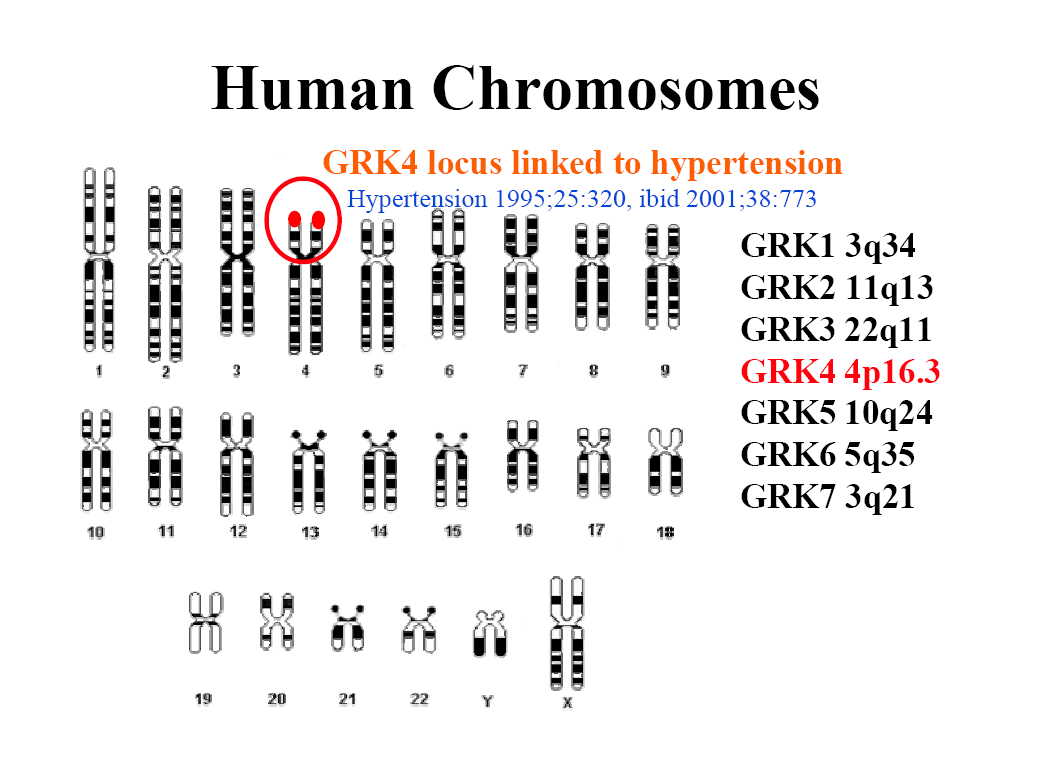 Human Chromosomes
GRK4 locus linked to hypertension
Hypertension 1995;25:320, ibid 2001;38:773
GRK1 3q34
GRK2 11q13
GRK3 22q11
GRK4 4p16.3
GRK5 10q24
GRK6 5q35
GRK7 3q21
1 2 3 4 5 6 7 8 9
10 11 12 13 14 15 16 17 18
19 20 21 22 Y X